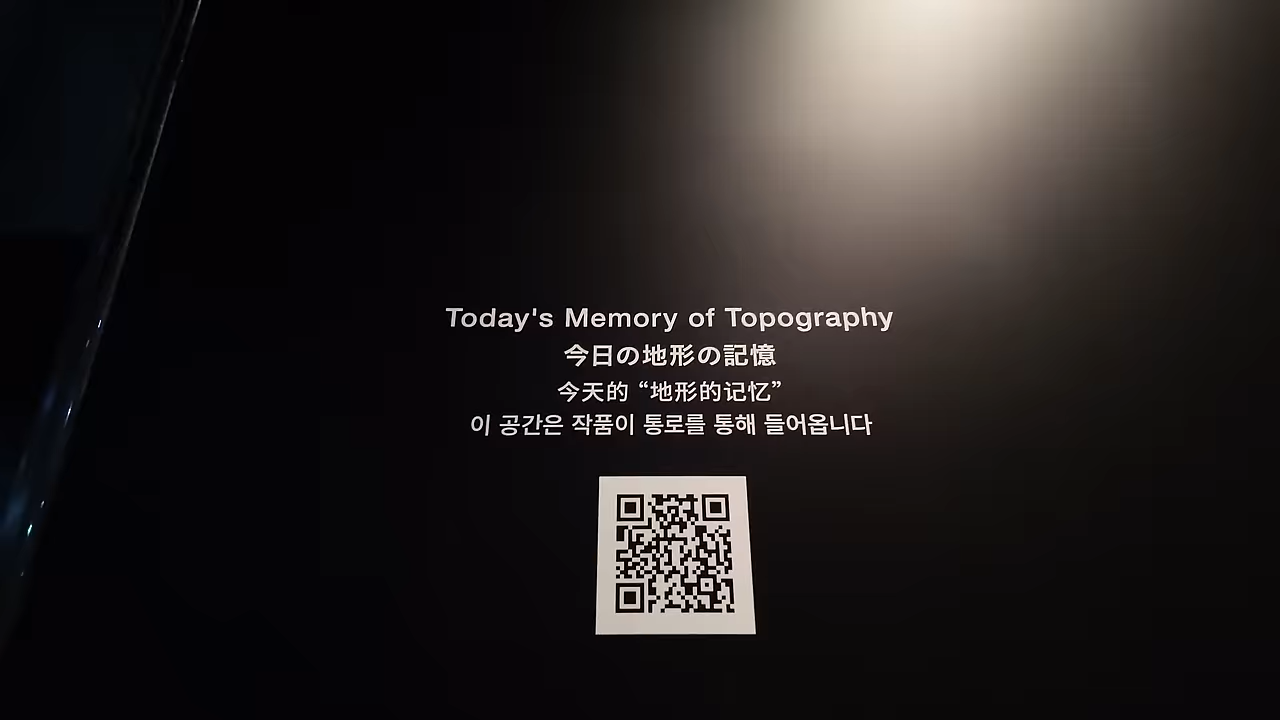 Today's Memory of Topography
今日の地形の記憶
今天的 “地形的记忆”
이 공간은 작품이 통로를 통해 들어옵니다